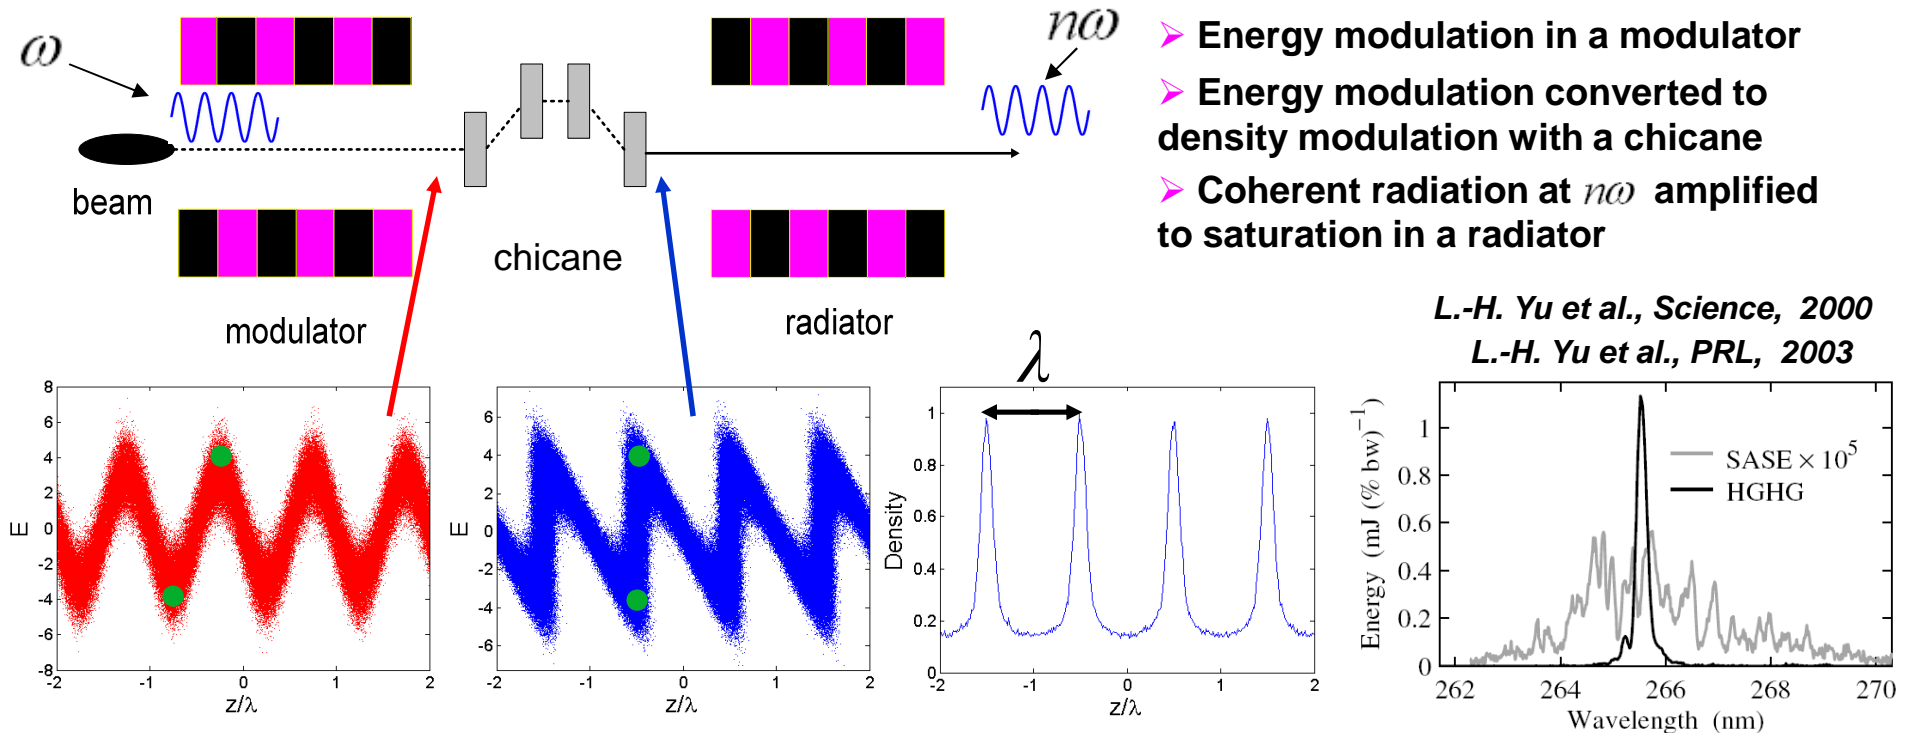 ω
nω
beam
chicane
modulator
radiator
➢ Energy modulation in a modulator
➢ Energy modulation converted to
density modulation with a chicane
➢ Coherent radiation at nω amplified
to saturation in a radiator
L.-H. Yu et al., Science, 2000
L.-H. Yu et al., PRL, 2003
8
6
4
2
0
-2
-4
-6
-8
E
-2 -1 0 1 2
z/λ
6
4
2
0
-2
-4
-6
E
-2 -1 0 1 2
z/λ
λ
1
0.8
0.6
0.4
0.2
0
Density
-2 -1 0 1 2
z/λ
1
0.8
0.6
0.4
0.2
0
Energy (mJ (% bw)⁻¹)
SASE × 10⁵
HGHG
262 264 266 268 270
Wavelength (nm)